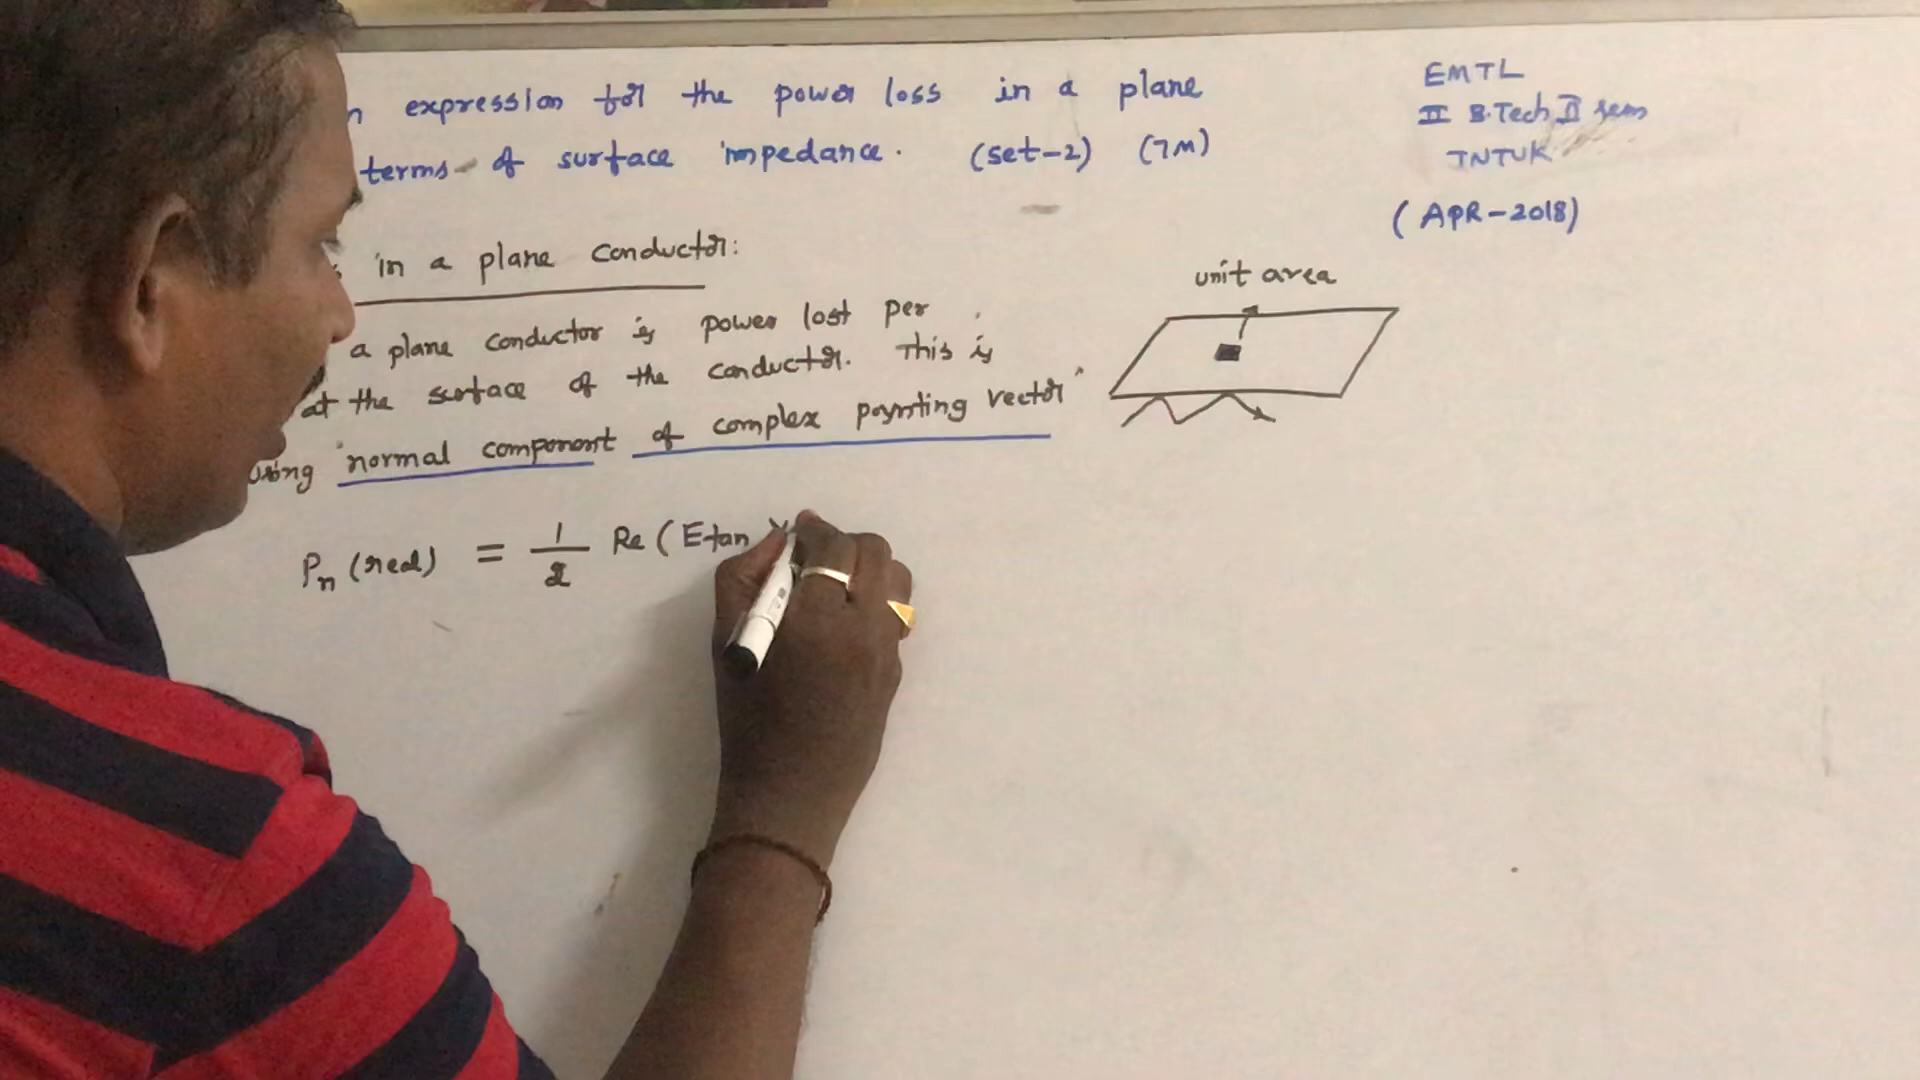 expression for the power loss in a plane
terms of surface impedance. (set-2) (7M)
EMTL
II B.Tech II sem
JNTUK
(APR-2018)
in a plane conductor:
unit area
a plane conductor is power lost per
at the surface of the conductor. This is
using "normal component of complex poynting vector"
Pn (real) = 1/2 Re (Etan ×